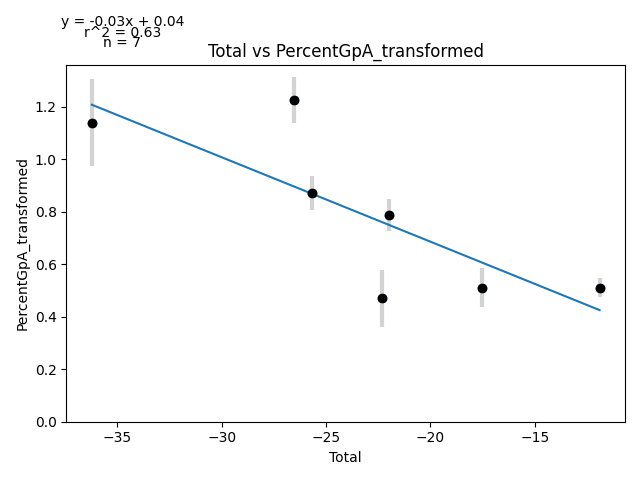 y = -0.03x + 0.04
r^2 = 0.63
n = 7
Total vs PercentGpA_transformed
PercentGpA_transformed
1.2
1.0
0.8
0.6
0.4
0.2
0.0
−35
−30
−25
−20
−15
Total